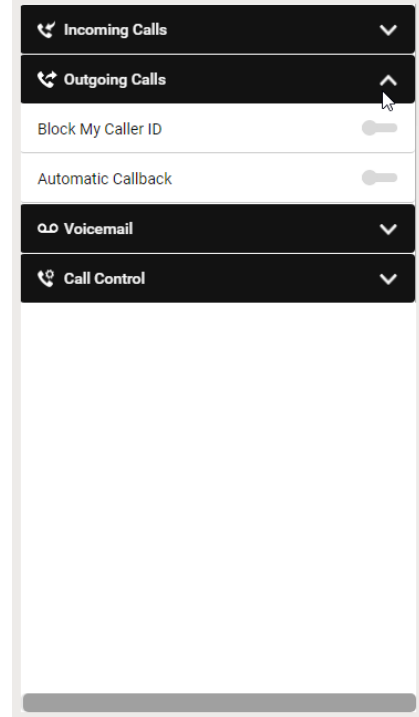 Incoming Calls
Outgoing Calls
Block My Caller ID
Automatic Callback
Voicemail
Call Control